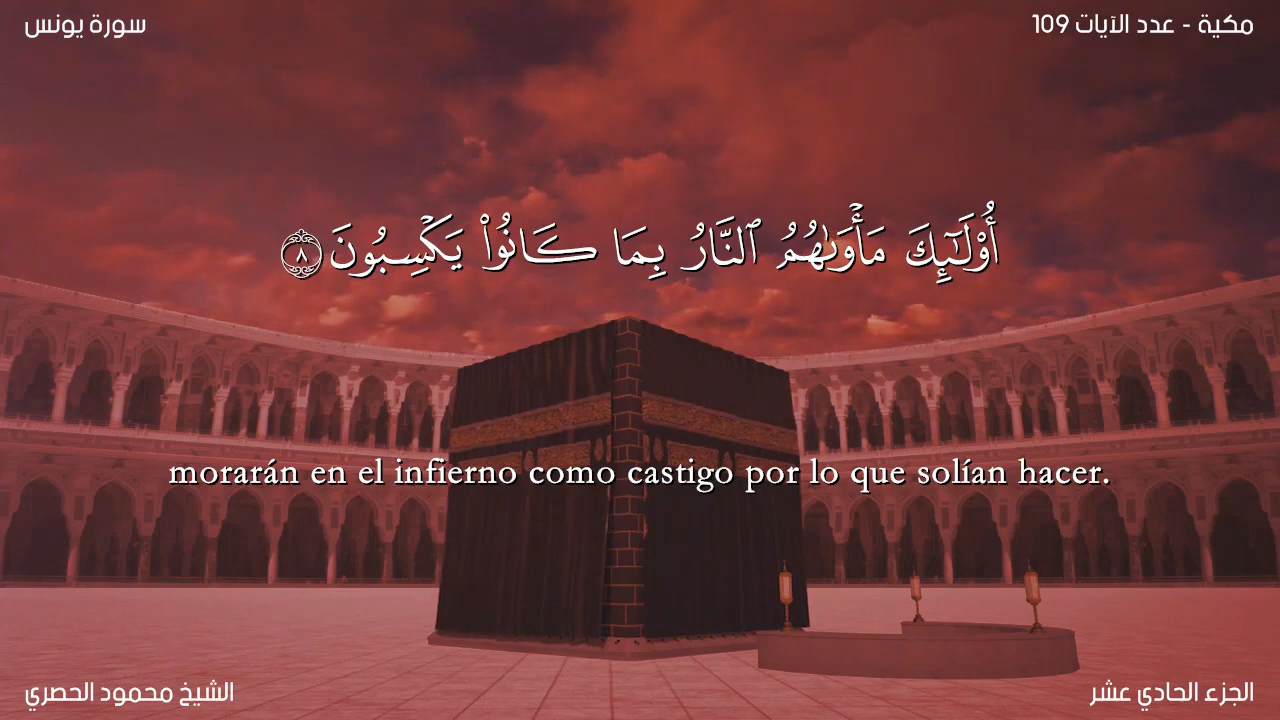 مكية - عدد الآيات 109
سورة يونس
أُو۟لَـٰٓئِكَ مَأْوَىٰهُمُ ٱلنَّارُ بِمَا كَانُوا۟ يَكْسِبُونَ ٨
morarán en el infierno como castigo por lo que solían hacer.
الجزء الحادي عشر
الشيخ محمود الحصري